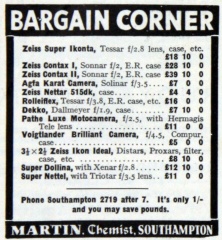 BARGAIN CORNER
Zeiss Super Ikonta, Tessar f/2.8 lens, case, etc.
£18 10 0
Zeiss Contax I, Sonnar f/2, E.R. case £28 10 0
Zeiss Contax II, Sonnar f/2, E.R. case £39 10 0
Agfa Karat Camera, Solinar f/3.5. £7 0 0
Zeiss Nettar 515dk, case .. £4 4 0
Rolleiflex, Tessar f/3.8, E.R. case, etc. £16 0 0
Dekko, Dallmeyer f/1.9, case .. £7 10 0
Pathe Luxe Motocamera, f/2.5, with Hermagis
Tele lens .. £11 0 0
Voigtlander Brilliant Camera, f/4.5, Compur,
case .. £5 0 0
3½×2½ Zeiss Ikon Ideal, Distars, Proxars, filter,
case, etc. .. £8 10 0
Super Dollina, with Xenar f/2.8 .. £12 10 0
Super Nettel, with Triotar f/3.5 lens £11 0 0
Phone Southampton 2719 after 7. It's only 1/-
and you may save pounds.
MARTIN, Chemist, SOUTHAMPTON